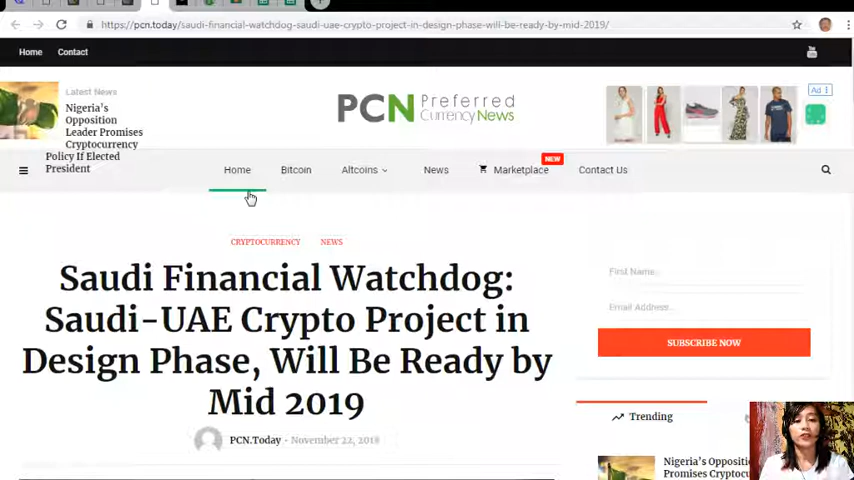 https://pcn.today/saudi-financial-watchdog-saudi-uae-crypto-project-in-design-phase-will-be-ready-by-mid-2019/
Home Contact
Latest News
Nigeria's
Opposition
Leader Promises
Cryptocurrency
Policy If Elected
President
PCN Preferred
Currency News
Ad
Home Bitcoin Altcoins News Marketplace NEW Contact Us
CRYPTOCURRENCY NEWS
Saudi Financial Watchdog:
Saudi-UAE Crypto Project in
Design Phase, Will Be Ready by
Mid 2019
PCN.Today - November 22, 2018
First Name...
Email Address...
SUBSCRIBE NOW
Trending
Nigeria's Oppositio
Promises Cryptocu